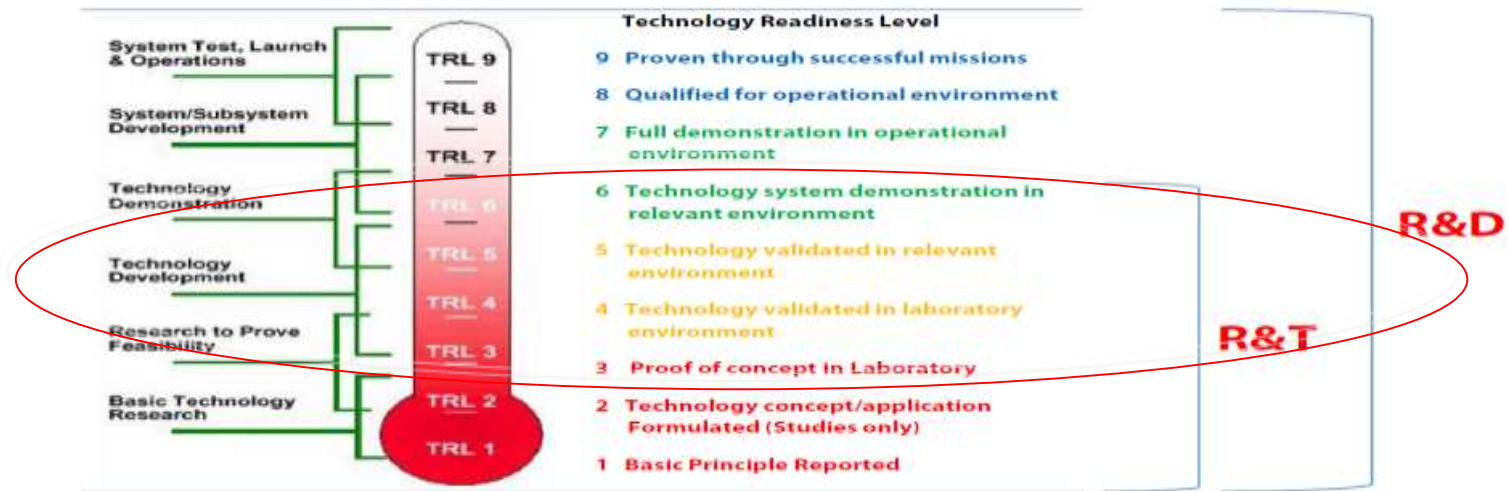 Technology Readiness Level
System Test, Launch
& Operations
System/Subsystem
Development
Technology
Demonstration
Technology
Development
Research to Prove
Feasibility
Basic Technology
Research
TRL 9
TRL 8
TRL 7
TRL 6
TRL 5
TRL 4
TRL 3
TRL 2
TRL 1
9 Proven through successful missions
8 Qualified for operational environment
7 Full demonstration in operational
environment
6 Technology system demonstration in
relevant environment
5 Technology validated in relevant
environment
4 Technology validated in laboratory
environment
3 Proof of concept in Laboratory
2 Technology concept/application
Formulated (Studies only)
1 Basic Principle Reported
R&T
R&D